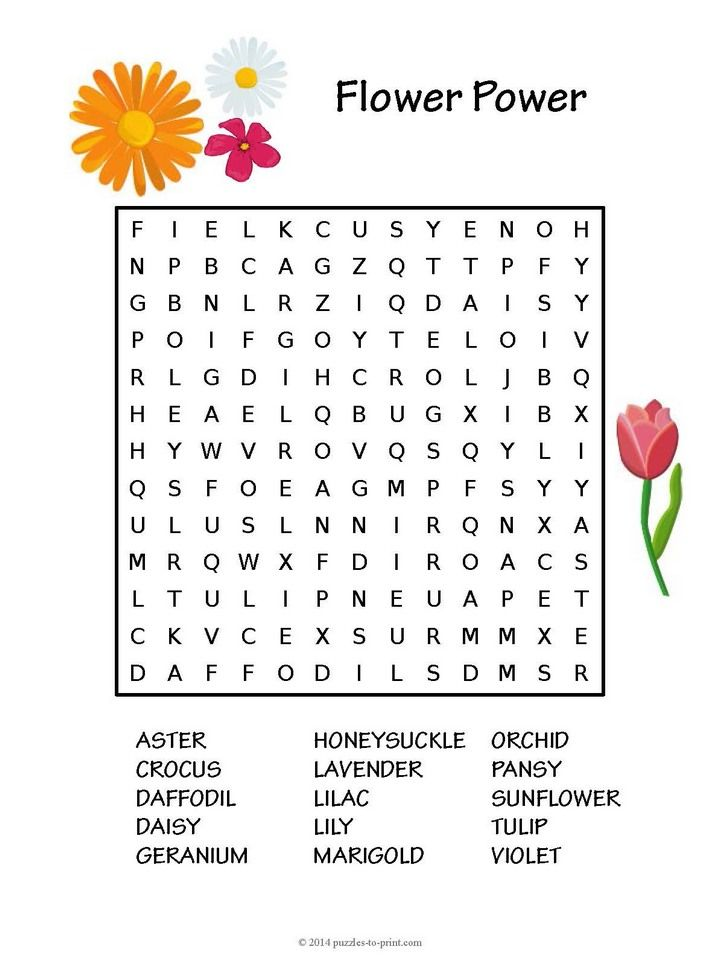 Flower Power
F I E L K C U S Y E N O H
N P B C A G Z Q T T P F Y
G B N L R Z I Q D A I S Y
P O I F G O Y T E L O I V
R L G D I H C R O L J B Q
H E A E L Q B U G X I B X
H Y W V R O V Q S Q Y L I
Q S F O E A G M P F S Y Y
U L U S L N N I R Q N X A
M R Q W X F D I R O A C S
L T U L I P N E U A P E T
C K V C E X S U R M M X E
D A F F O D I L S D M S R
ASTER HONEYSUCKLE ORCHID
CROCUS LAVENDER PANSY
DAFFODIL LILAC SUNFLOWER
DAISY LILY TULIP
GERANIUM MARIGOLD VIOLET
© 2014 puzzles-to-print.com